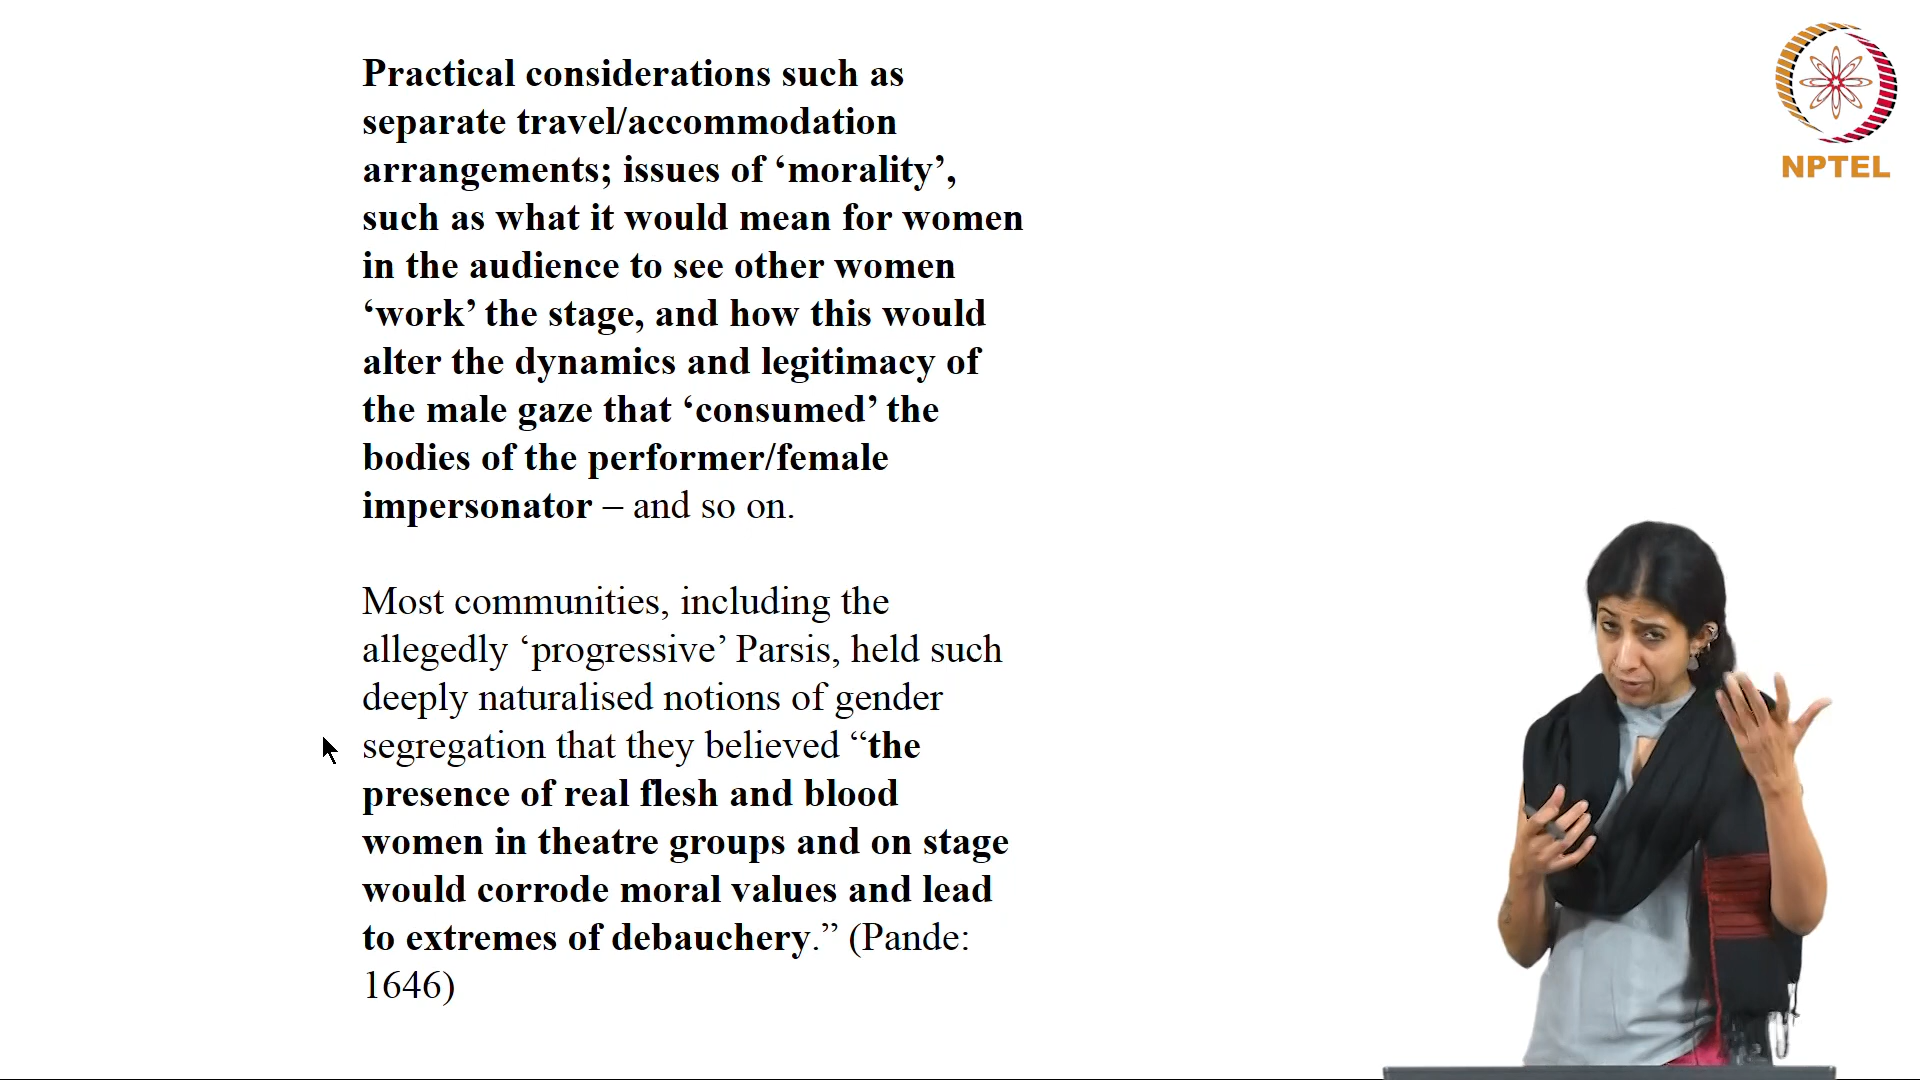 Practical considerations such as
separate travel/accommodation
arrangements; issues of ‘morality’,
such as what it would mean for women
in the audience to see other women
‘work’ the stage, and how this would
alter the dynamics and legitimacy of
the male gaze that ‘consumed’ the
bodies of the performer/female
impersonator – and so on.
Most communities, including the
allegedly ‘progressive’ Parsis, held such
deeply naturalised notions of gender
segregation that they believed “the
presence of real flesh and blood
women in theatre groups and on stage
would corrode moral values and lead
to extremes of debauchery.” (Pande:
1646)
NPTEL